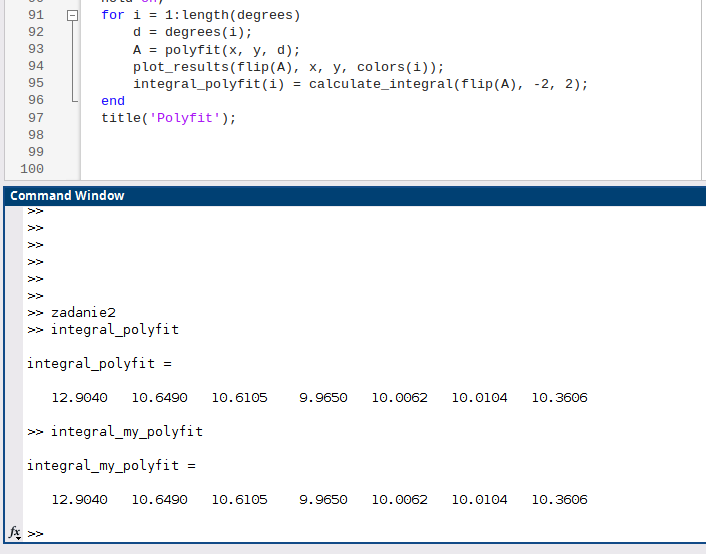 91 for i = 1:length(degrees)
92 d = degrees(i);
93 A = polyfit(x, y, d);
94 plot_results(flip(A), x, y, colors(i));
95 integral_polyfit(i) = calculate_integral(flip(A), -2, 2);
96 end
97 title('Polyfit');
98
99
100
Command Window
>>
>>
>>
>>
>>
>>
>> zadanie2
>> integral_polyfit
integral_polyfit =
12.9040 10.6490 10.6105 9.9650 10.0062 10.0104 10.3606
>> integral_my_polyfit
integral_my_polyfit =
12.9040 10.6490 10.6105 9.9650 10.0062 10.0104 10.3606
fx >>